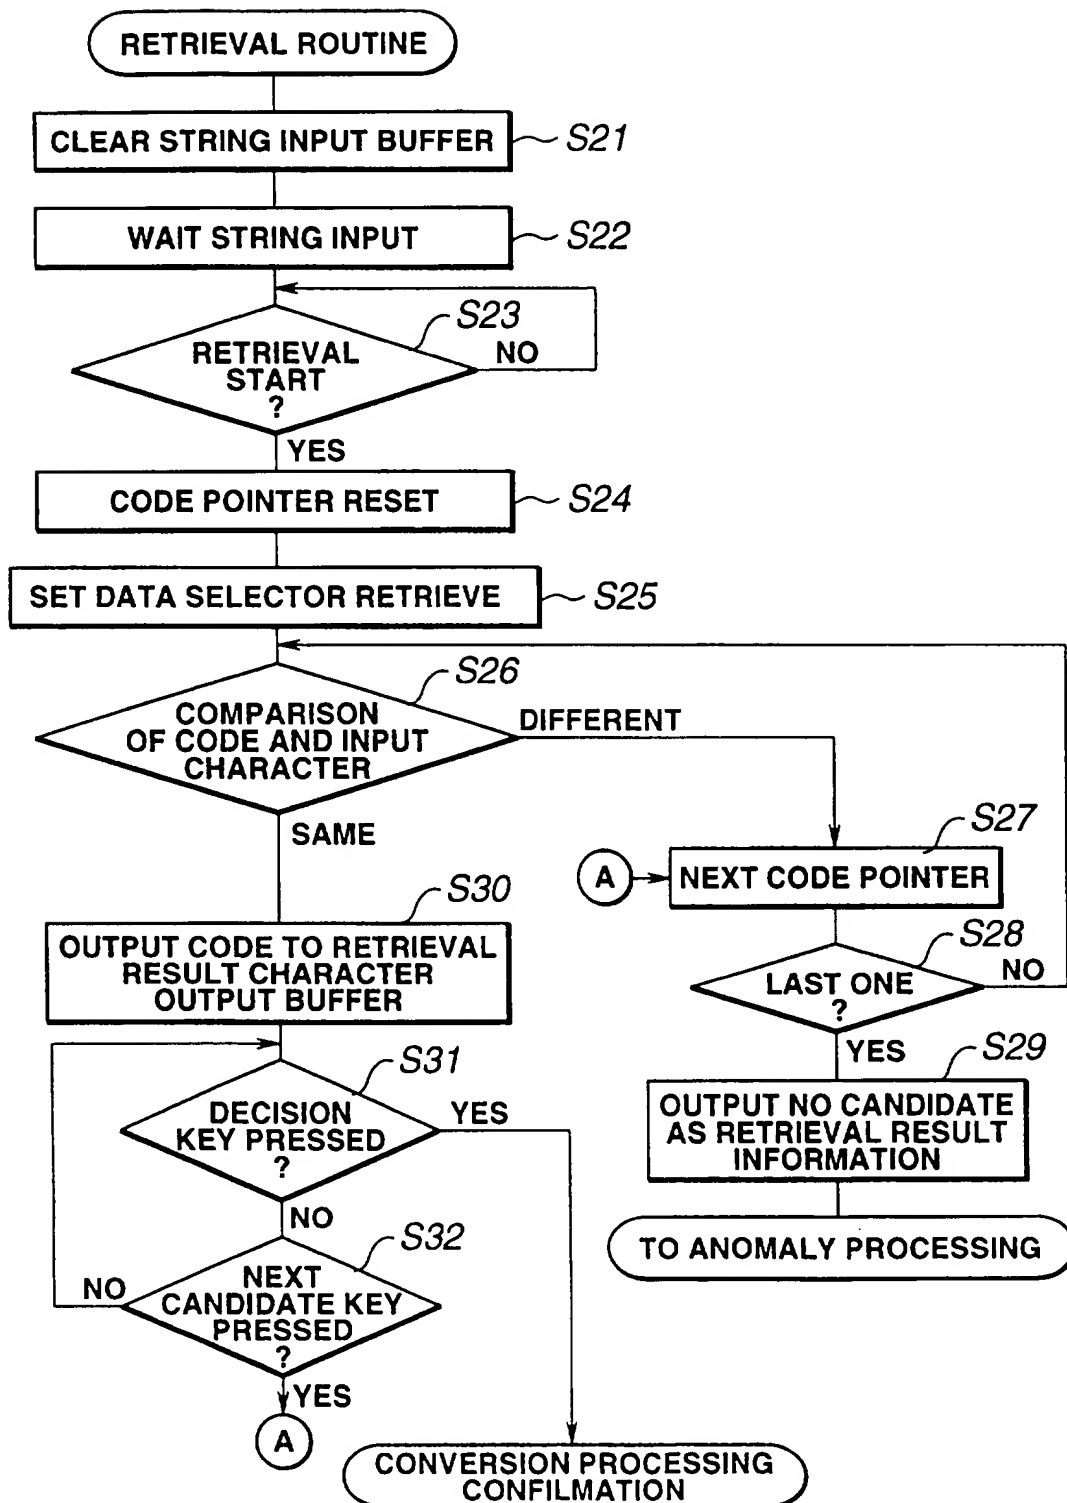 RETRIEVAL ROUTINE
CLEAR STRING INPUT BUFFER
S21
WAIT STRING INPUT
S22
S23
RETRIEVAL
START
?
NO
YES
CODE POINTER RESET
S24
SET DATA SELECTOR RETRIEVE
S25
S26
COMPARISON
OF CODE AND INPUT
CHARACTER
DIFFERENT
SAME
S27
A
NEXT CODE POINTER
S28
LAST ONE
?
NO
YES
S29
OUTPUT NO CANDIDATE
AS RETRIEVAL RESULT
INFORMATION
TO ANOMALY PROCESSING
S30
OUTPUT CODE TO RETRIEVAL
RESULT CHARACTER
OUTPUT BUFFER
S31
DECISION
KEY PRESSED
?
YES
NO
S32
NEXT
CANDIDATE KEY
PRESSED
?
NO
YES
A
CONVERSION PROCESSING
CONFILMATION